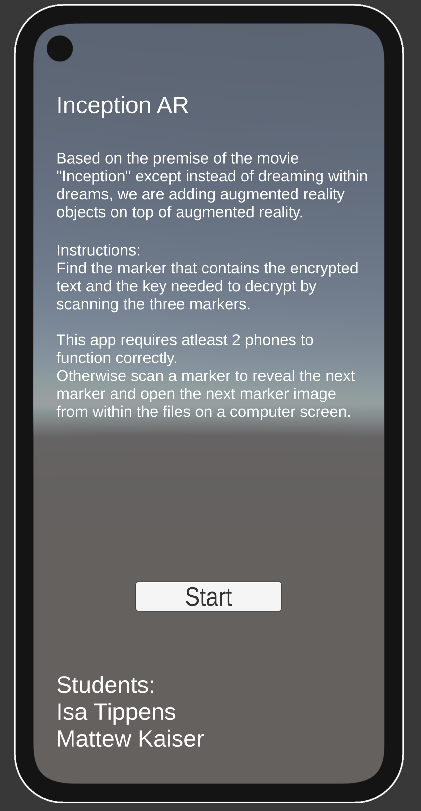 Inception AR
Based on the premise of the movie
"Inception" except instead of dreaming within
dreams, we are adding augmented reality
objects on top of augmented reality.
Instructions:
Find the marker that contains the encrypted
text and the key needed to decrypt by
scanning the three markers.
This app requires atleast 2 phones to
function correctly.
Otherwise scan a marker to reveal the next
marker and open the next marker image
from within the files on a computer screen.
Start
Students:
Isa Tippens
Mattew Kaiser